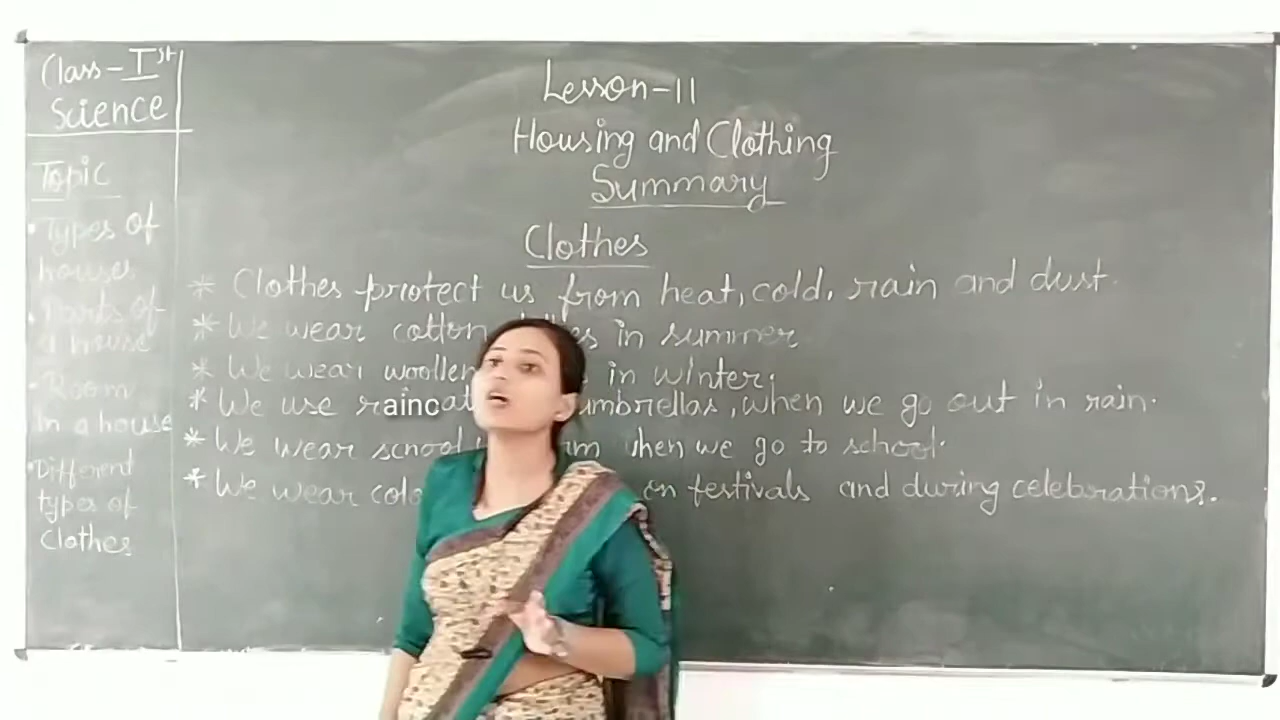 Class-Ist
Science
Topic
• Types of
house
• Parts of
a house
• Room
in a house
• Different
types of
Clothes
Lesson-11
Housing and Clothing
Summary
Clothes
* Clothes protect us from heat, cold, rain and dust.
* We wear cotton in summer
* We wear woollen in winter.
* We use umbrellas, when we go out in rain.
* We wear school when we go to school.
* We wear on festivals and during celebrations.